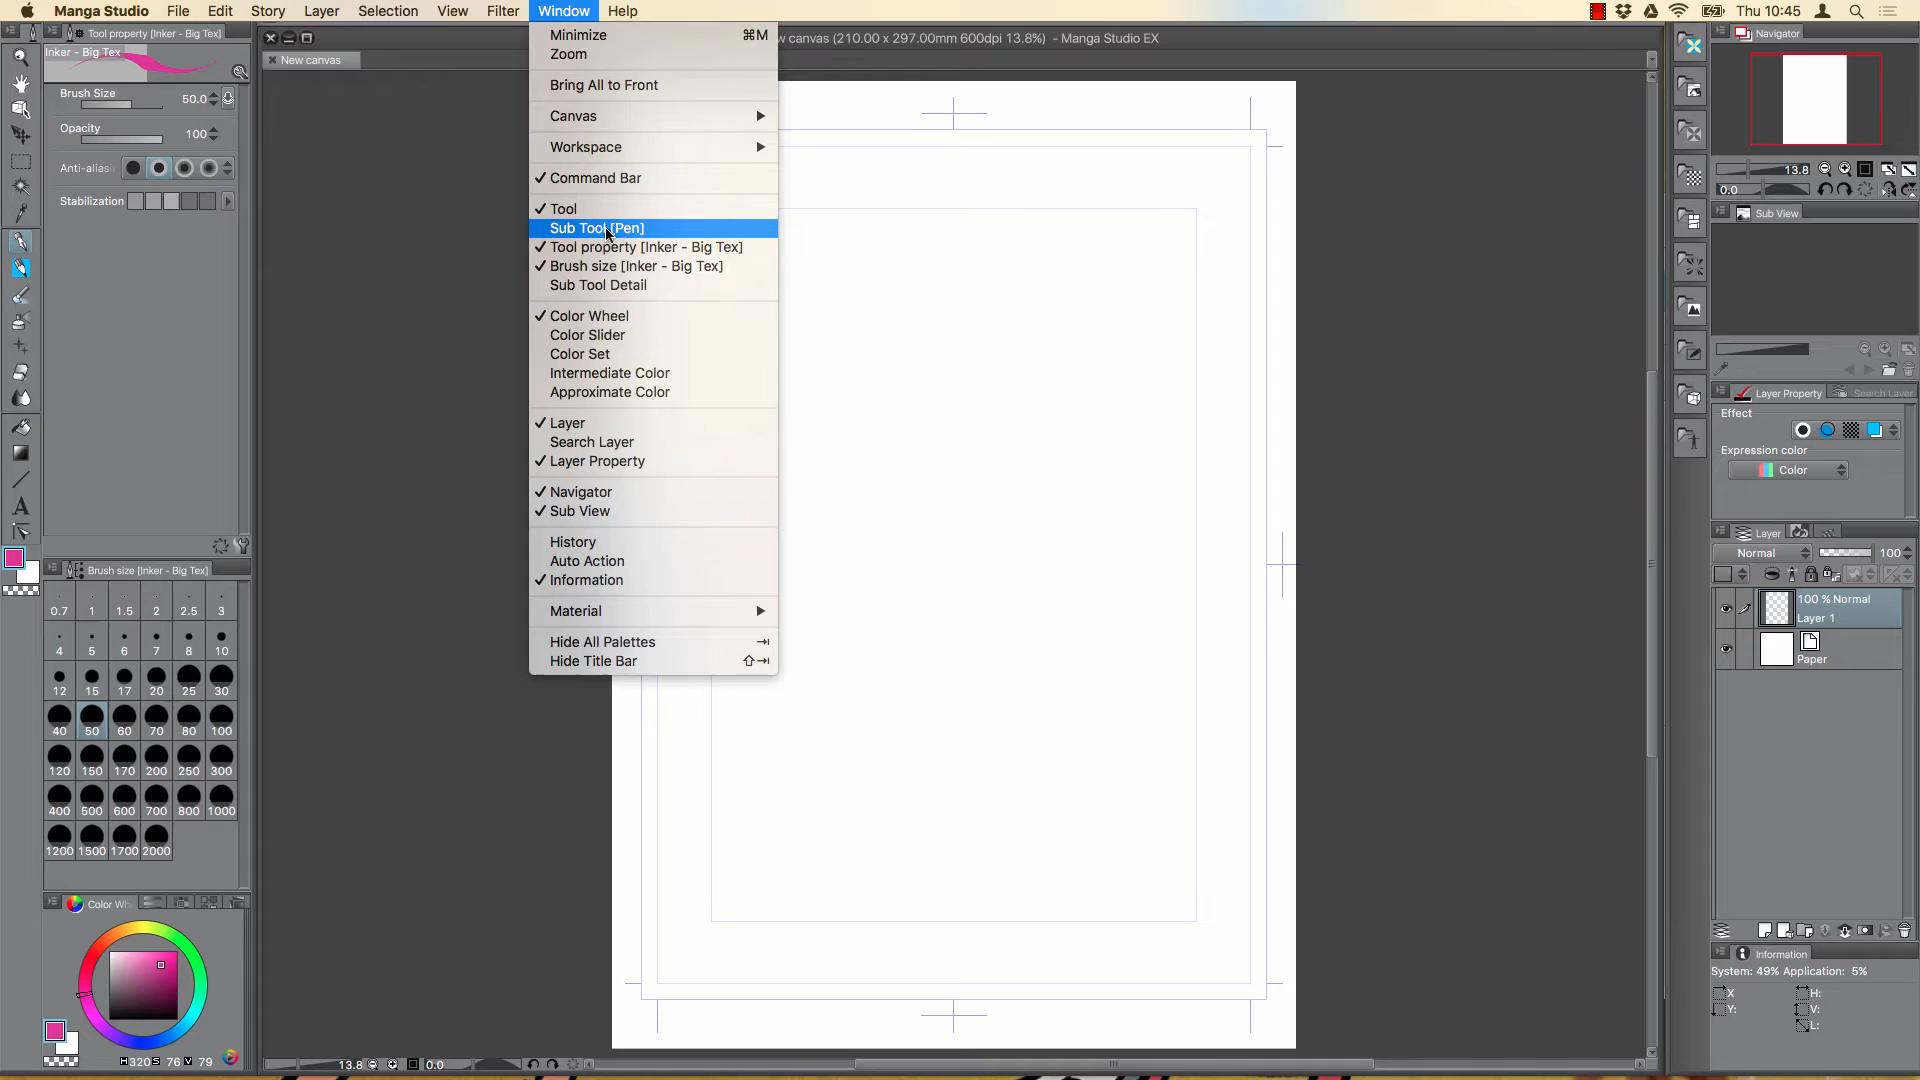 Manga Studio File Edit Story Layer Selection View Filter Window Help Thu 10:45
Tool property [Inker - Big Tex]
Inker - Big Tex
Brush Size 50.0
Opacity 100
Anti-alias
Stabilization
w canvas (210.00 x 297.00mm 600dpi 13.8%) - Manga Studio EX
New canvas
Minimize ⌘M
Zoom
Bring All to Front
Canvas
Workspace
✓ Command Bar
✓ Tool
Sub Tool [Pen]
✓ Tool property [Inker - Big Tex]
✓ Brush size [Inker - Big Tex]
Sub Tool Detail
✓ Color Wheel
Color Slider
Color Set
Intermediate Color
Approximate Color
✓ Layer
Search Layer
✓ Layer Property
✓ Navigator
✓ Sub View
History
Auto Action
✓ Information
Material
Hide All Palettes ⇥
Hide Title Bar ⇧⇥
Brush size [Inker - Big Tex]
0.7 1 1.5 2 2.5 3
4 5 6 7 8 10
12 15 17 20 25 30
40 50 60 70 80 100
120 150 170 200 250 300
400 500 600 700 800 1000
1200 1500 1700 2000
Color Wh
H 320 S 76 V 79
13.8 0.0
Navigator
13.8
0.0
Sub View
Layer Property Search Layer
Effect
Expression color
Color
Layer
Normal 100
100 % Normal
Layer 1
Paper
Information
System: 49% Application: 5%
X H:
Y: V:
L: